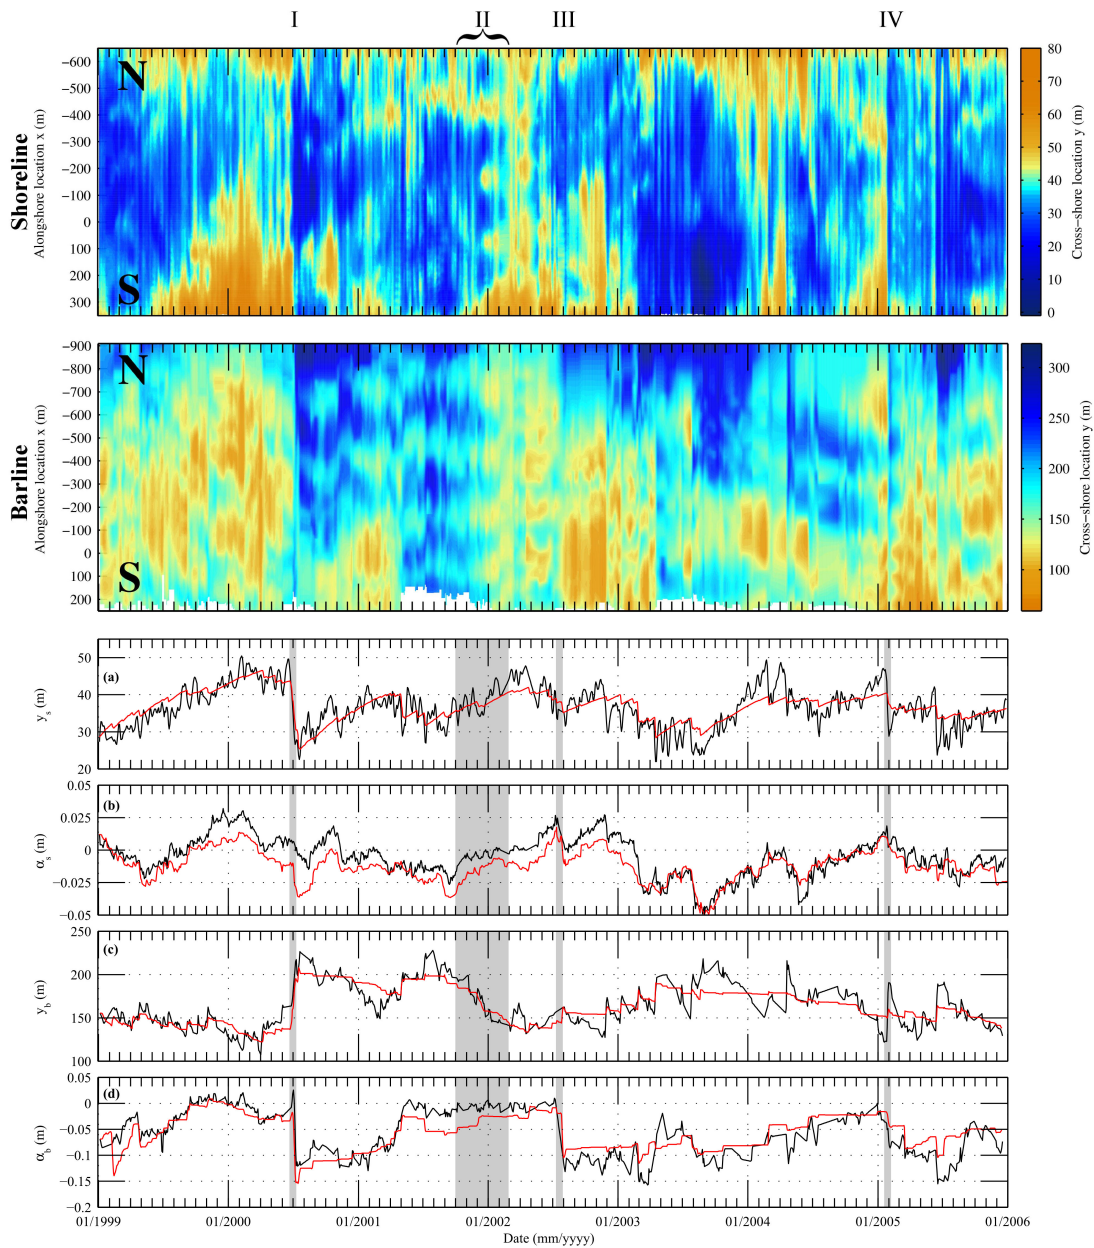 I II III IV
Shoreline
Alongshore location x (m)
−600
−500
−400
−300
−200
−100
0
100
200
300
N
S
80
70
60
50
40
30
20
10
0
Cross−shore location y (m)
Barline
Alongshore location x (m)
−900
−800
−700
−600
−500
−400
−300
−200
−100
0
100
200
N
S
300
250
200
150
100
Cross−shore location y (m)
(a)
y_s (m)
50
40
30
20
(b)
α_s (m)
0.05
0.025
0
−0.025
−0.05
(c)
y_b (m)
250
200
150
100
(d)
α_b (m)
0.05
0
−0.05
−0.1
−0.15
−0.2
01/1999 01/2000 01/2001 01/2002 01/2003 01/2004 01/2005 01/2006
Date (mm/yyyy)